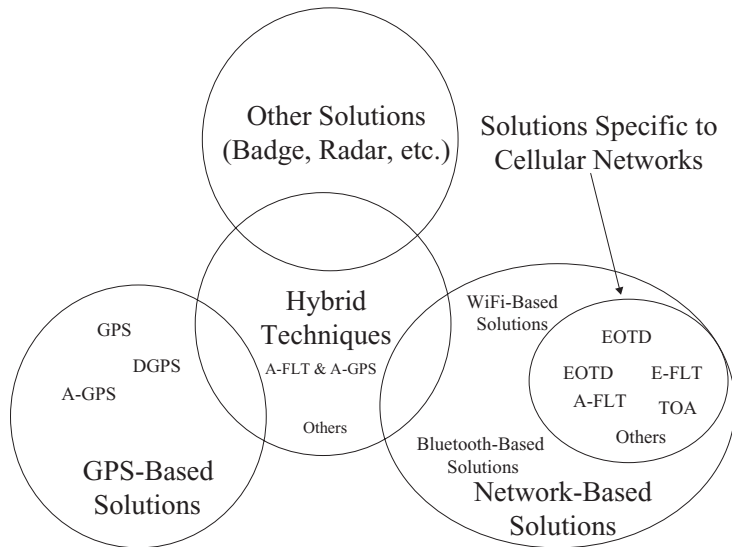 Other Solutions
(Badge, Radar, etc.)
Solutions Specific to
Cellular Networks
Hybrid
Techniques
A-FLT & A-GPS
Others
GPS
DGPS
A-GPS
GPS-Based
Solutions
WiFi-Based
Solutions
EOTD
EOTD E-FLT
A-FLT TOA
Others
Bluetooth-Based
Solutions
Network-Based
Solutions